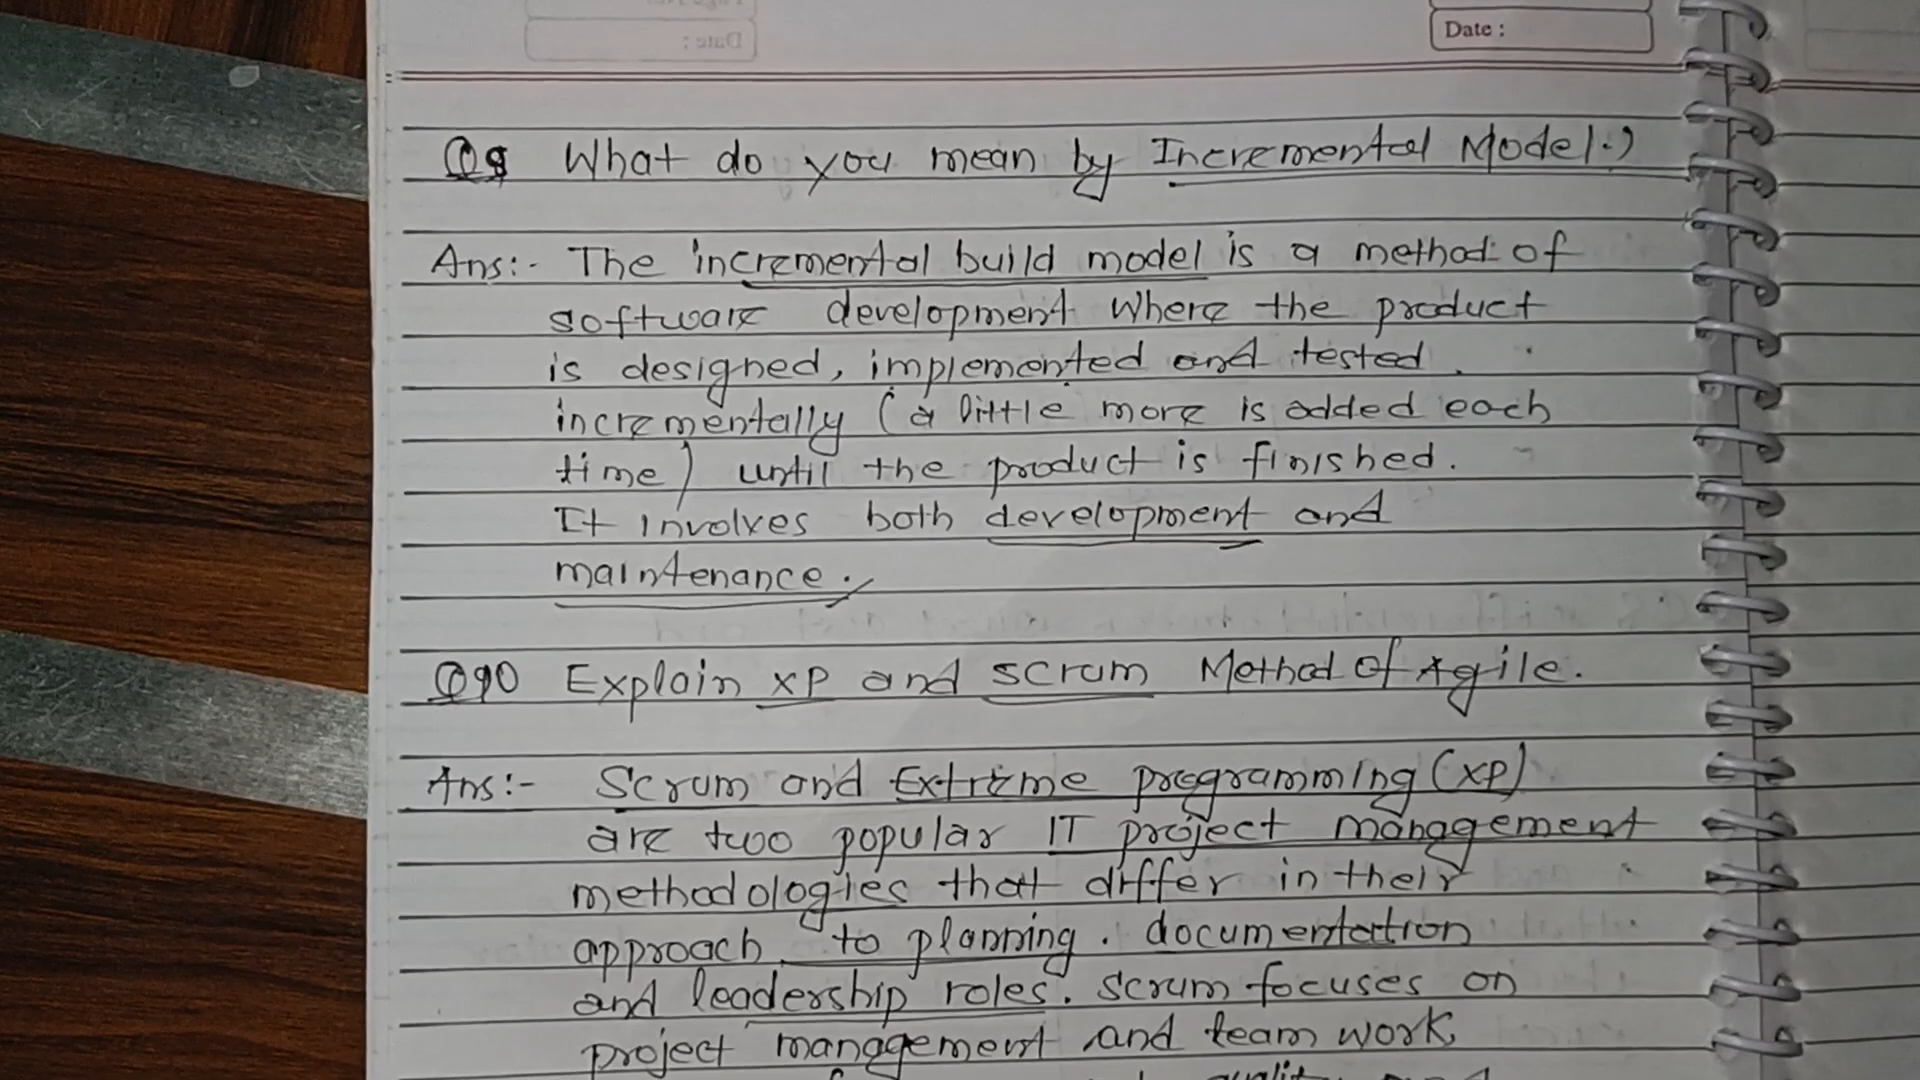 Date :
Q9 What do you mean by Incremental Model?
Ans:- The incremental build model is a method of
software development where the product
is designed, implemented and tested
incrementally (a little more is added each
time) until the product is finished.
It involves both development and
maintenance.
Q10 Explain XP and scrum Method of Agile.
Ans:- Scrum and Extreme programming (XP)
are two popular IT project management
methodologies that differ in their
approach to planning. documentation
and leadership roles. Scrum focuses on
project management and team work
quality and